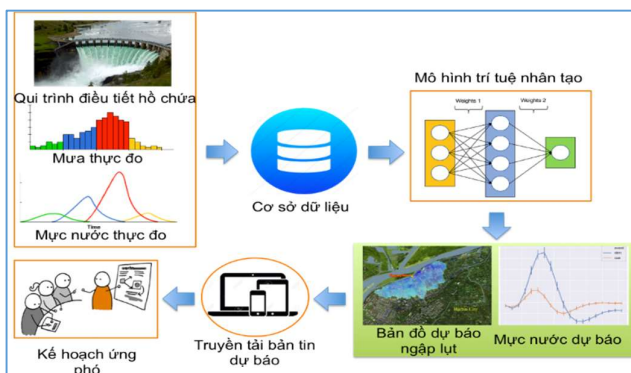 Qui trình điều tiết hồ chứa
Mưa thực đo
Time
Mực nước thực đo
Cơ sở dữ liệu
Mô hình trí tuệ nhân tạo
Weights 1
Weights 2
Bản đồ dự báo
ngập lụt
Mực nước dự báo
Truyền tải bản tin
dự báo
Kế hoạch ứng
phó